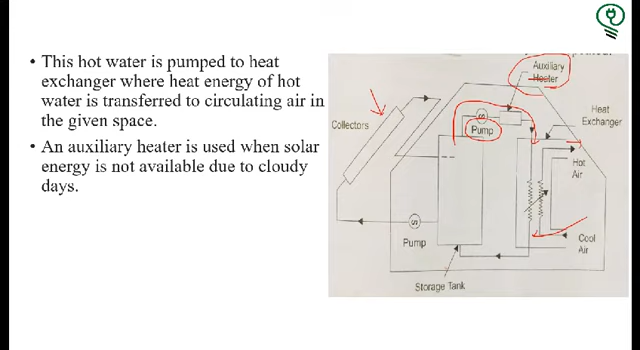 • This hot water is pumped to heat
exchanger where heat energy of hot
water is transferred to circulating air in
the given space.
• An auxiliary heater is used when solar
energy is not available due to cloudy
days.
Auxiliary
Heater
Collectors
S
Pump
Heat
Exchanger
Hot
Air
S
Pump
Cool
Air
Storage Tank